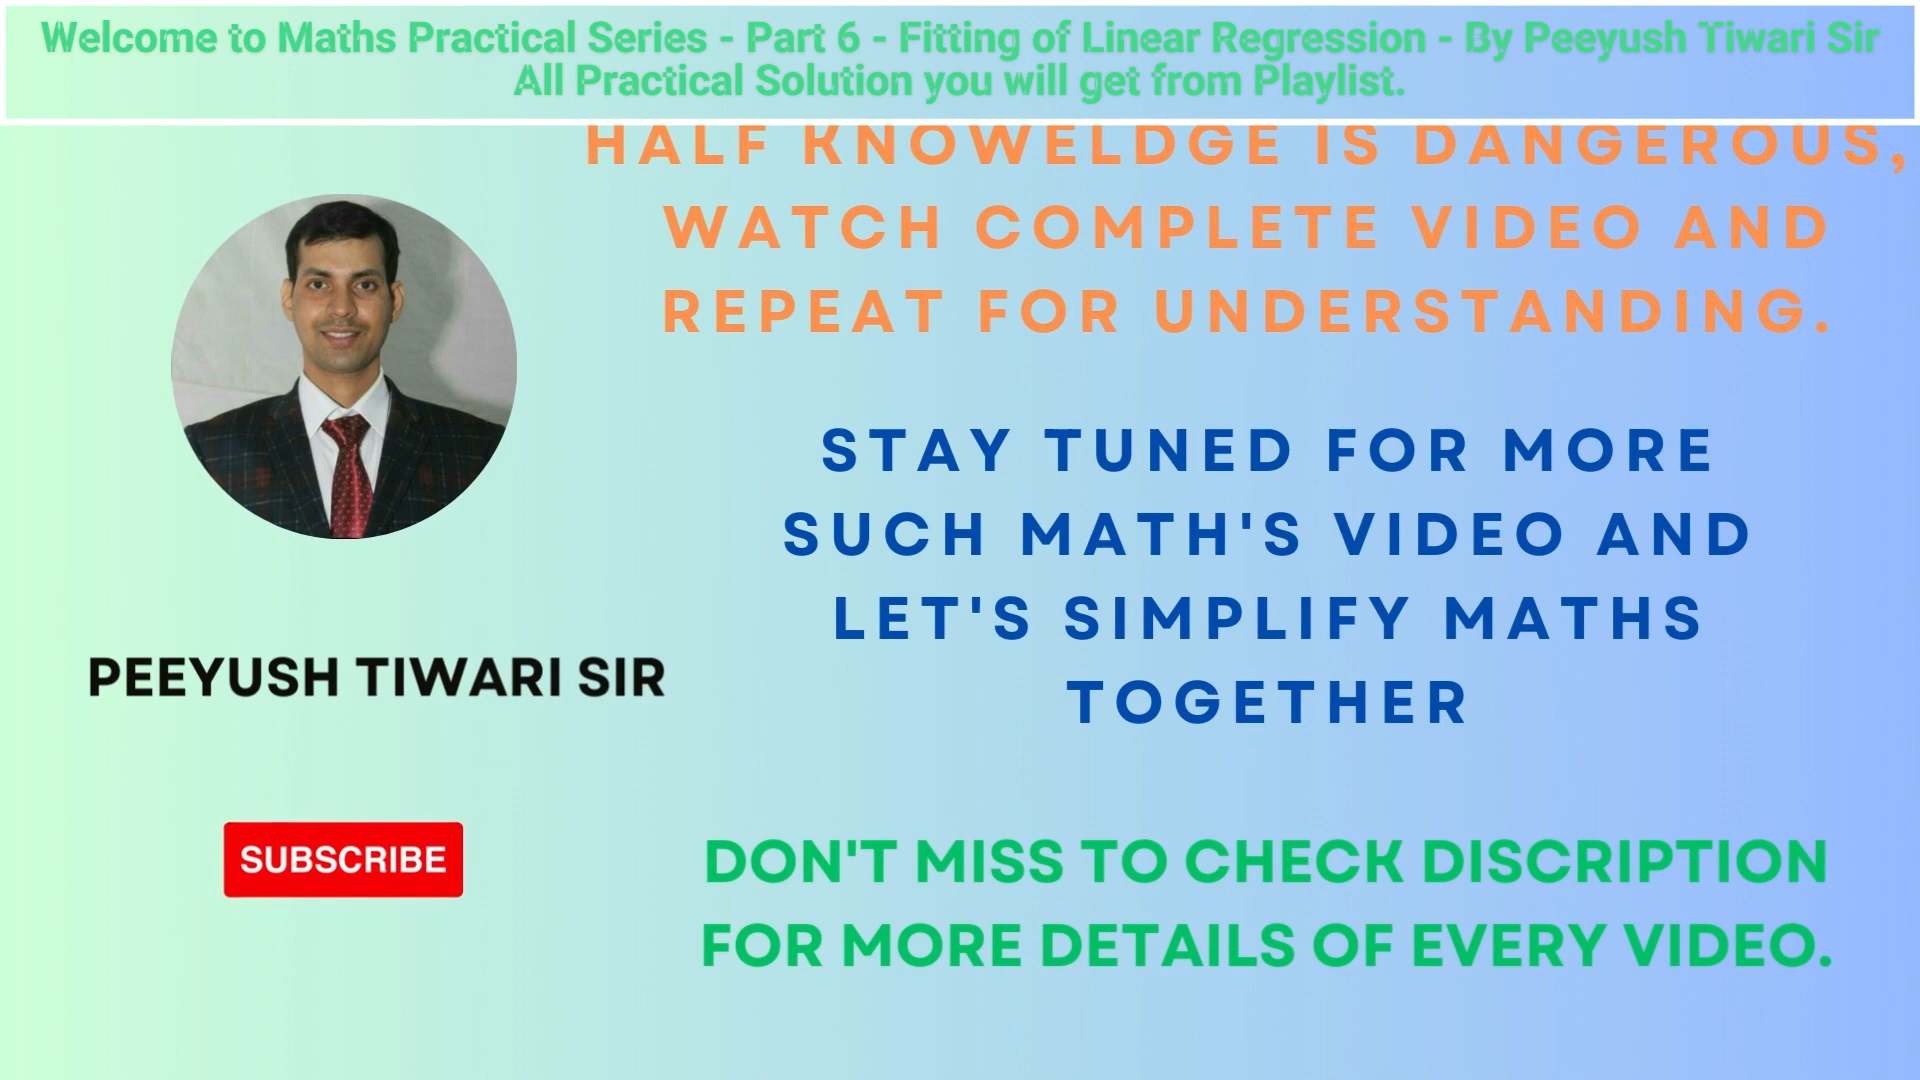 Welcome to Maths Practical Series - Part 6 - Fitting of Linear Regression - By Peeyush Tiwari Sir
All Practical Solution you will get from Playlist.
HALF KNOWELDGE IS DANGEROUS,
WATCH COMPLETE VIDEO AND
REPEAT FOR UNDERSTANDING.
STAY TUNED FOR MORE
SUCH MATH'S VIDEO AND
LET'S SIMPLIFY MATHS
TOGETHER
PEEYUSH TIWARI SIR
SUBSCRIBE
DON'T MISS TO CHECK DISCRIPTION
FOR MORE DETAILS OF EVERY VIDEO.